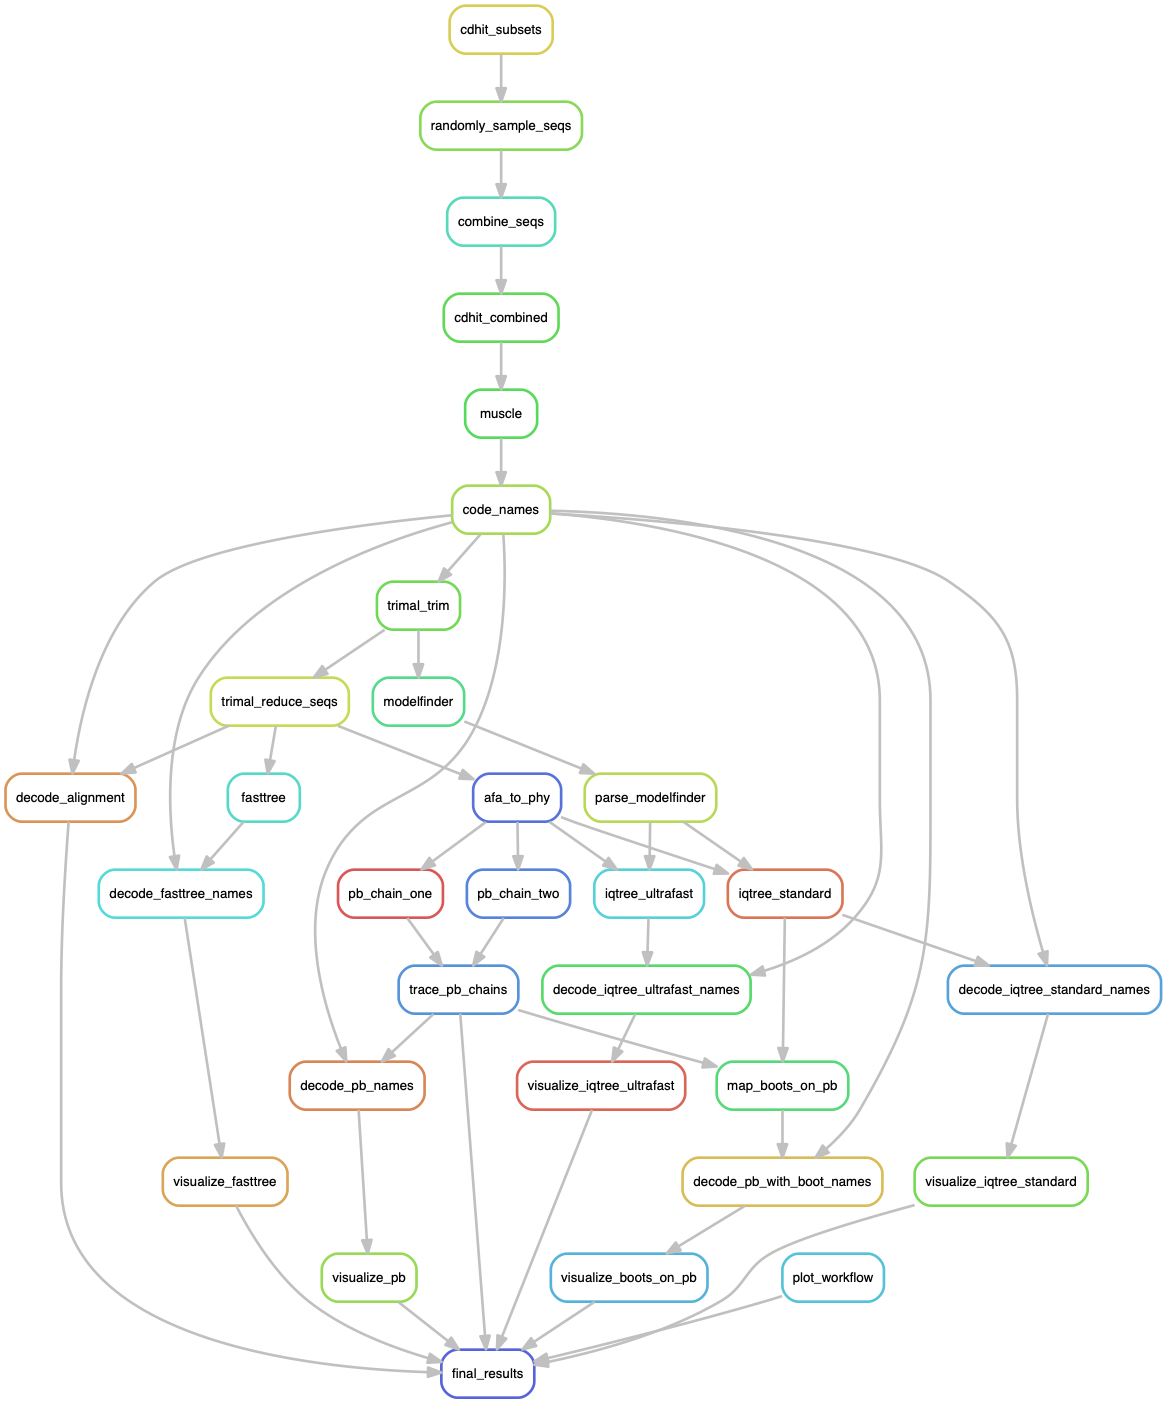 cdhit_subsets
randomly_sample_seqs
combine_seqs
cdhit_combined
muscle
code_names
trimal_trim
trimal_reduce_seqs
modelfinder
decode_alignment
fasttree
afa_to_phy
parse_modelfinder
decode_fasttree_names
pb_chain_one
pb_chain_two
iqtree_ultrafast
iqtree_standard
trace_pb_chains
decode_iqtree_ultrafast_names
decode_iqtree_standard_names
decode_pb_names
visualize_iqtree_ultrafast
map_boots_on_pb
visualize_fasttree
decode_pb_with_boot_names
visualize_iqtree_standard
visualize_pb
visualize_boots_on_pb
plot_workflow
final_results